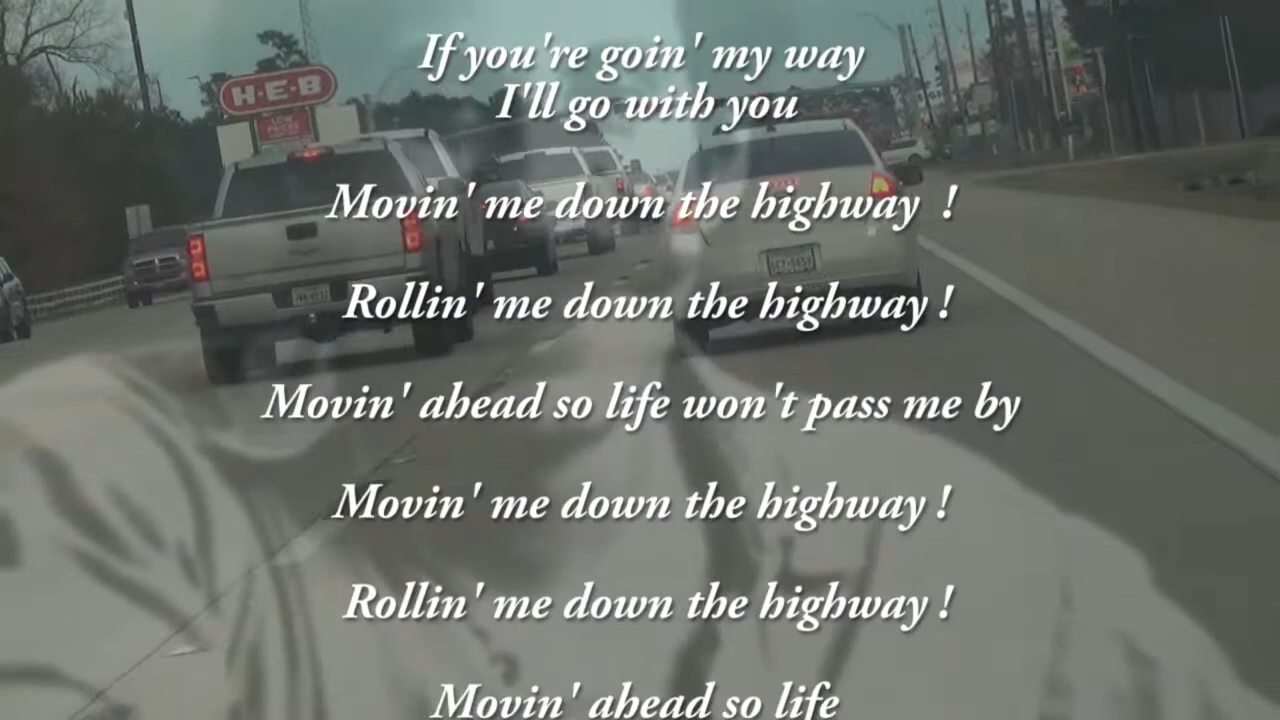 If you're goin' my way
I'll go with you
H-E-B
LOW
PRICES
Movin' me down the highway !
Rollin' me down the highway !
Movin' ahead so life won't pass me by
Movin' me down the highway !
Rollin' me down the highway !
Movin' ahead so life